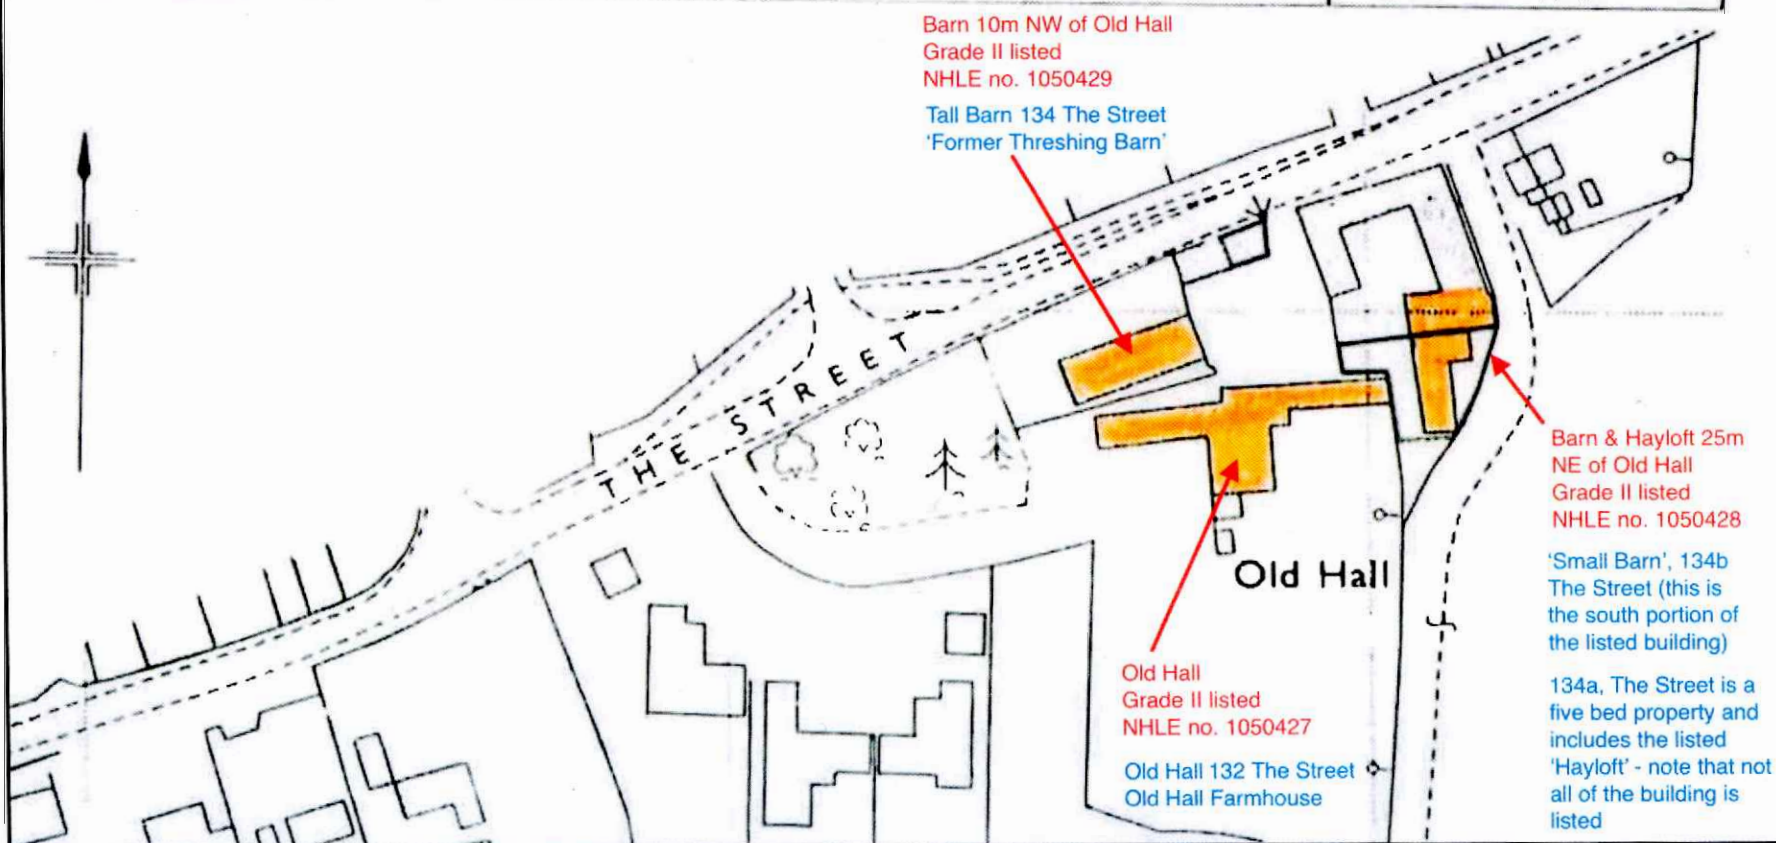 Barn 10m NW of Old Hall
Grade II listed
NHLE no. 1050429
Tall Barn 134 The Street
‘Former Threshing Barn’
THE STREET
Barn & Hayloft 25m
NE of Old Hall
Grade II listed
NHLE no. 1050428
‘Small Barn’, 134b
The Street (this is
the south portion of
the listed building)
134a, The Street is a
five bed property and
includes the listed
‘Hayloft’ - note that not
all of the building is
listed
Old Hall
Old Hall
Grade II listed
NHLE no. 1050427
Old Hall 132 The Street
Old Hall Farmhouse